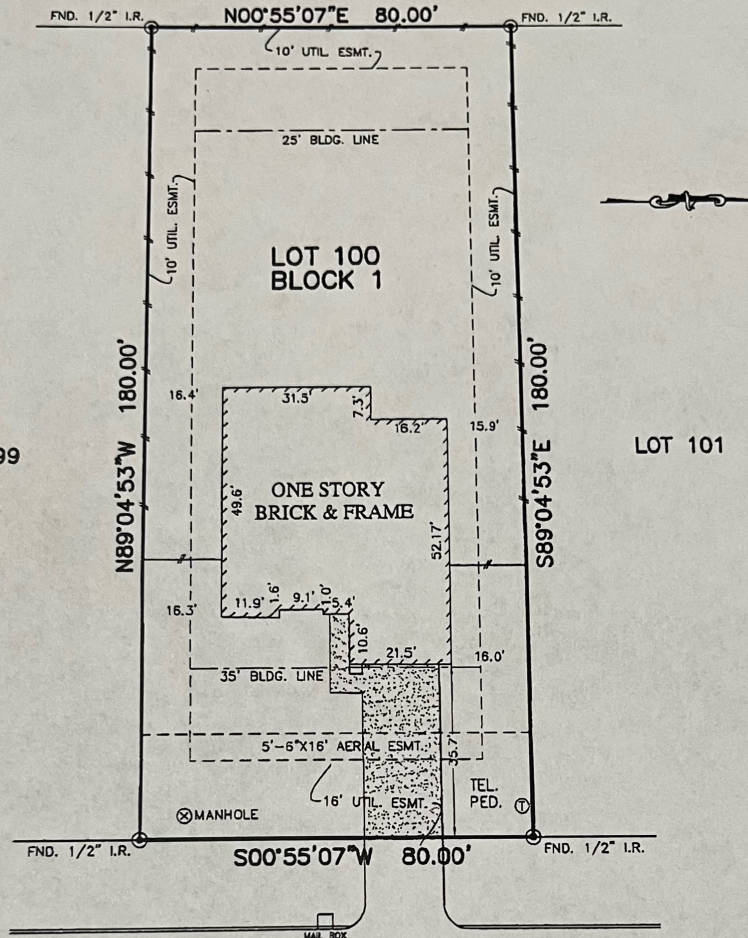 FND. 1/2" I.R.
N00°55'07"E 80.00'
FND. 1/2" I.R.
10' UTIL. ESMT.
25' BLDG. LINE
10' UTIL. ESMT.
10' UTIL. ESMT.
LOT 100
BLOCK 1
N89°04'53"W 180.00'
S89°04'53"E 180.00'
16.4'
31.5'
7.3'
16.2'
15.9'
99
LOT 101
ONE STORY
BRICK & FRAME
49.6'
52.17'
16.3'
11.9'
1.6'
9.1'
1.0'
5.4'
10.6'
21.5'
16.0'
35' BLDG. LINE
5'-6"X16' AERIAL ESMT.
35.7'
16' UTIL. ESMT.
TEL.
PED.
T
MANHOLE
FND. 1/2" I.R.
S00°55'07"W 80.00'
FND. 1/2" I.R.
MAIL BOX